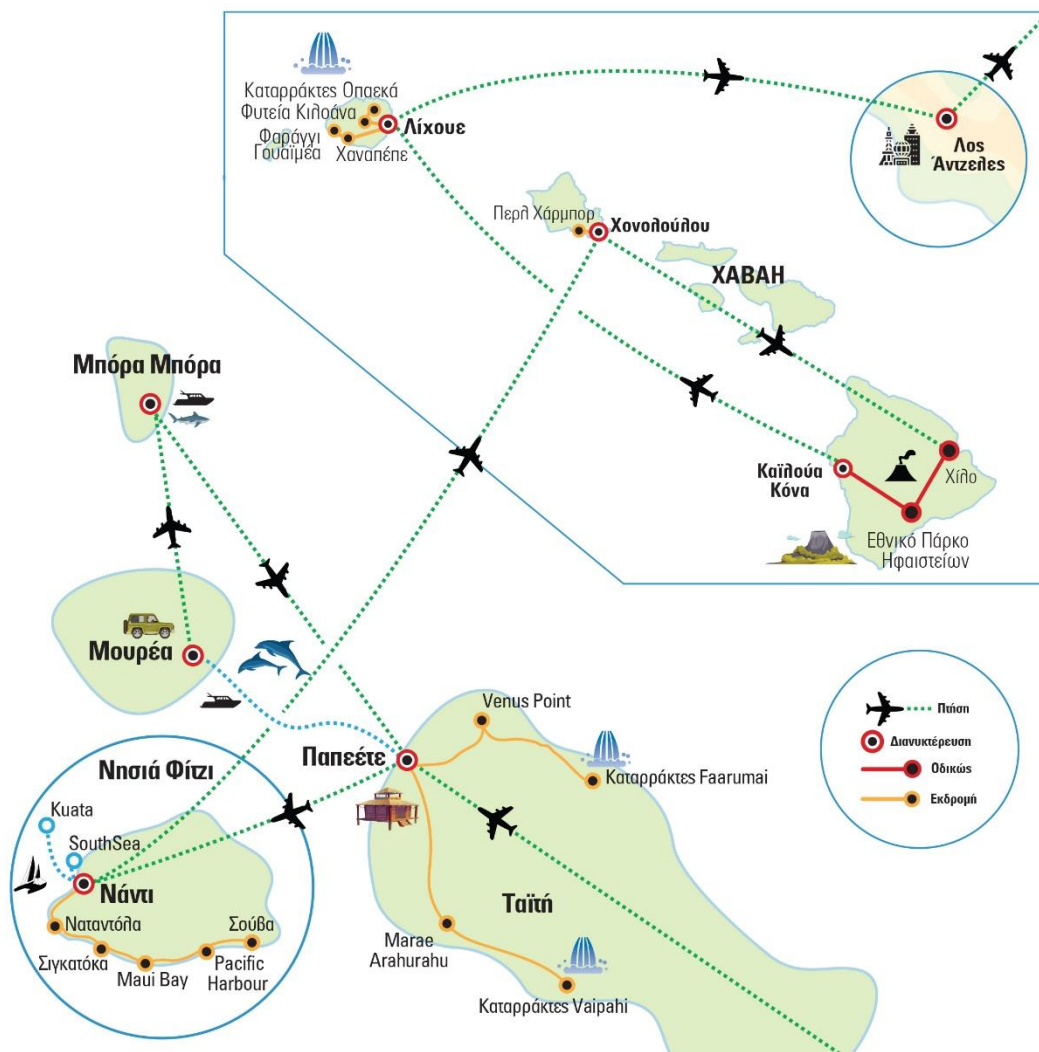 Καταρράκτες Οπαεκά
Φυτεία Κιλοάνα
Φαράγγι
Γουαϊμέα
Χαναπέπε
Λίχουε
Λος
Άντζελες
Περλ Χάρμπορ
Χονολούλου
ΧΑΒΑΗ
Μπόρα Μπόρα
Καϊλούα
Κόνα
Χίλο
Εθνικό Πάρκο
Ηφαιστείων
Μουρέα
Venus Point
Παπεέτε
Καταρράκτες Faarumai
Πτήση
Διανυκτέρευση
Οδικώς
Εκδρομή
Νησιά Φίτζι
Kuata
SouthSea
Νάντι
Ναταντόλα
Σιγκατόκα
Maui Bay
Σούβα
Pacific
Harbour
Ταϊτή
Marae
Arahurahu
Καταρράκτες Vaipahi